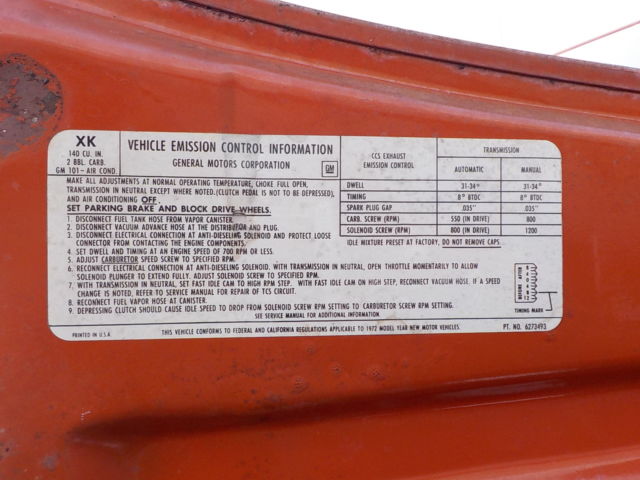 XK
140 CU. IN.
2 BBL. CARB.
GM 101-AIR COND.
VEHICLE EMISSION CONTROL INFORMATION
GENERAL MOTORS CORPORATION
GM
CCS EXHAUST
EMISSION CONTROL
TRANSMISSION
AUTOMATIC MANUAL
DWELL 31-34° 31-34°
TIMING 8° BTDC 8° BTDC
SPARK PLUG GAP .035" .035"
CARB. SCREW (RPM) 550 (IN DRIVE) 800
SOLENOID SCREW (RPM) 800 (IN DRIVE) 1200
IDLE MIXTURE PRESET AT FACTORY, DO NOT REMOVE CAPS.
MAKE ALL ADJUSTMENTS AT NORMAL OPERATING TEMPERATURE, CHOKE FULL OPEN,
TRANSMISSION IN NEUTRAL EXCEPT WHERE NOTED.(CLUTCH PEDAL IS NOT TO BE DEPRESSED),
AND AIR CONDITIONING OFF.
SET PARKING BRAKE AND BLOCK DRIVE WHEELS.
1. DISCONNECT FUEL TANK HOSE FROM VAPOR CANISTER.
2. DISCONNECT VACUUM ADVANCE HOSE AT THE DISTRIBUTOR AND PLUG.
3. DISCONNECT ELECTRICAL CONNECTION AT ANTI-DIESELING SOLENOID AND PROTECT LOOSE
CONNECTOR FROM CONTACTING THE ENGINE COMPONENTS.
4. SET DWELL AND TIMING AT AN ENGINE SPEED OF 700 RPM OR LESS.
5. ADJUST CARBURETOR SPEED SCREW TO SPECIFIED RPM.
6. RECONNECT ELECTRICAL CONNECTION AT ANTI-DIESELING SOLENOID. WITH TRANSMISSION IN NEUTRAL, OPEN THROTTLE MOMENTARILY TO ALLOW
SOLENOID PLUNGER TO EXTEND FULLY. ADJUST SOLENOID SCREW TO SPECIFIED RPM.
7. WITH TRANSMISSION IN NEUTRAL, SET FAST IDLE CAM TO HIGH RPM STEP. WITH FAST IDLE CAM ON HIGH STEP, RECONNECT VACUUM HOSE. IF A SPEED
CHANGE IS NOTED, REFER TO SERVICE MANUAL FOR REPAIR OF TCS CIRCUIT.
8. RECONNECT FUEL VAPOR HOSE AT CANISTER.
9. DEPRESSING CLUTCH SHOULD CAUSE IDLE SPEED TO DROP FROM SOLENOID SCREW RPM SETTING TO CARBURETOR SCREW RPM SETTING.
SEE SERVICE MANUAL FOR ADDITIONAL INFORMATION.
TIMING MARK
PRINTED IN U.S.A.
THIS VEHICLE CONFORMS TO FEDERAL AND CALIFORNIA REGULATIONS APPLICABLE TO 1972 MODEL YEAR NEW MOTOR VEHICLES.
PT. NO. 6273493